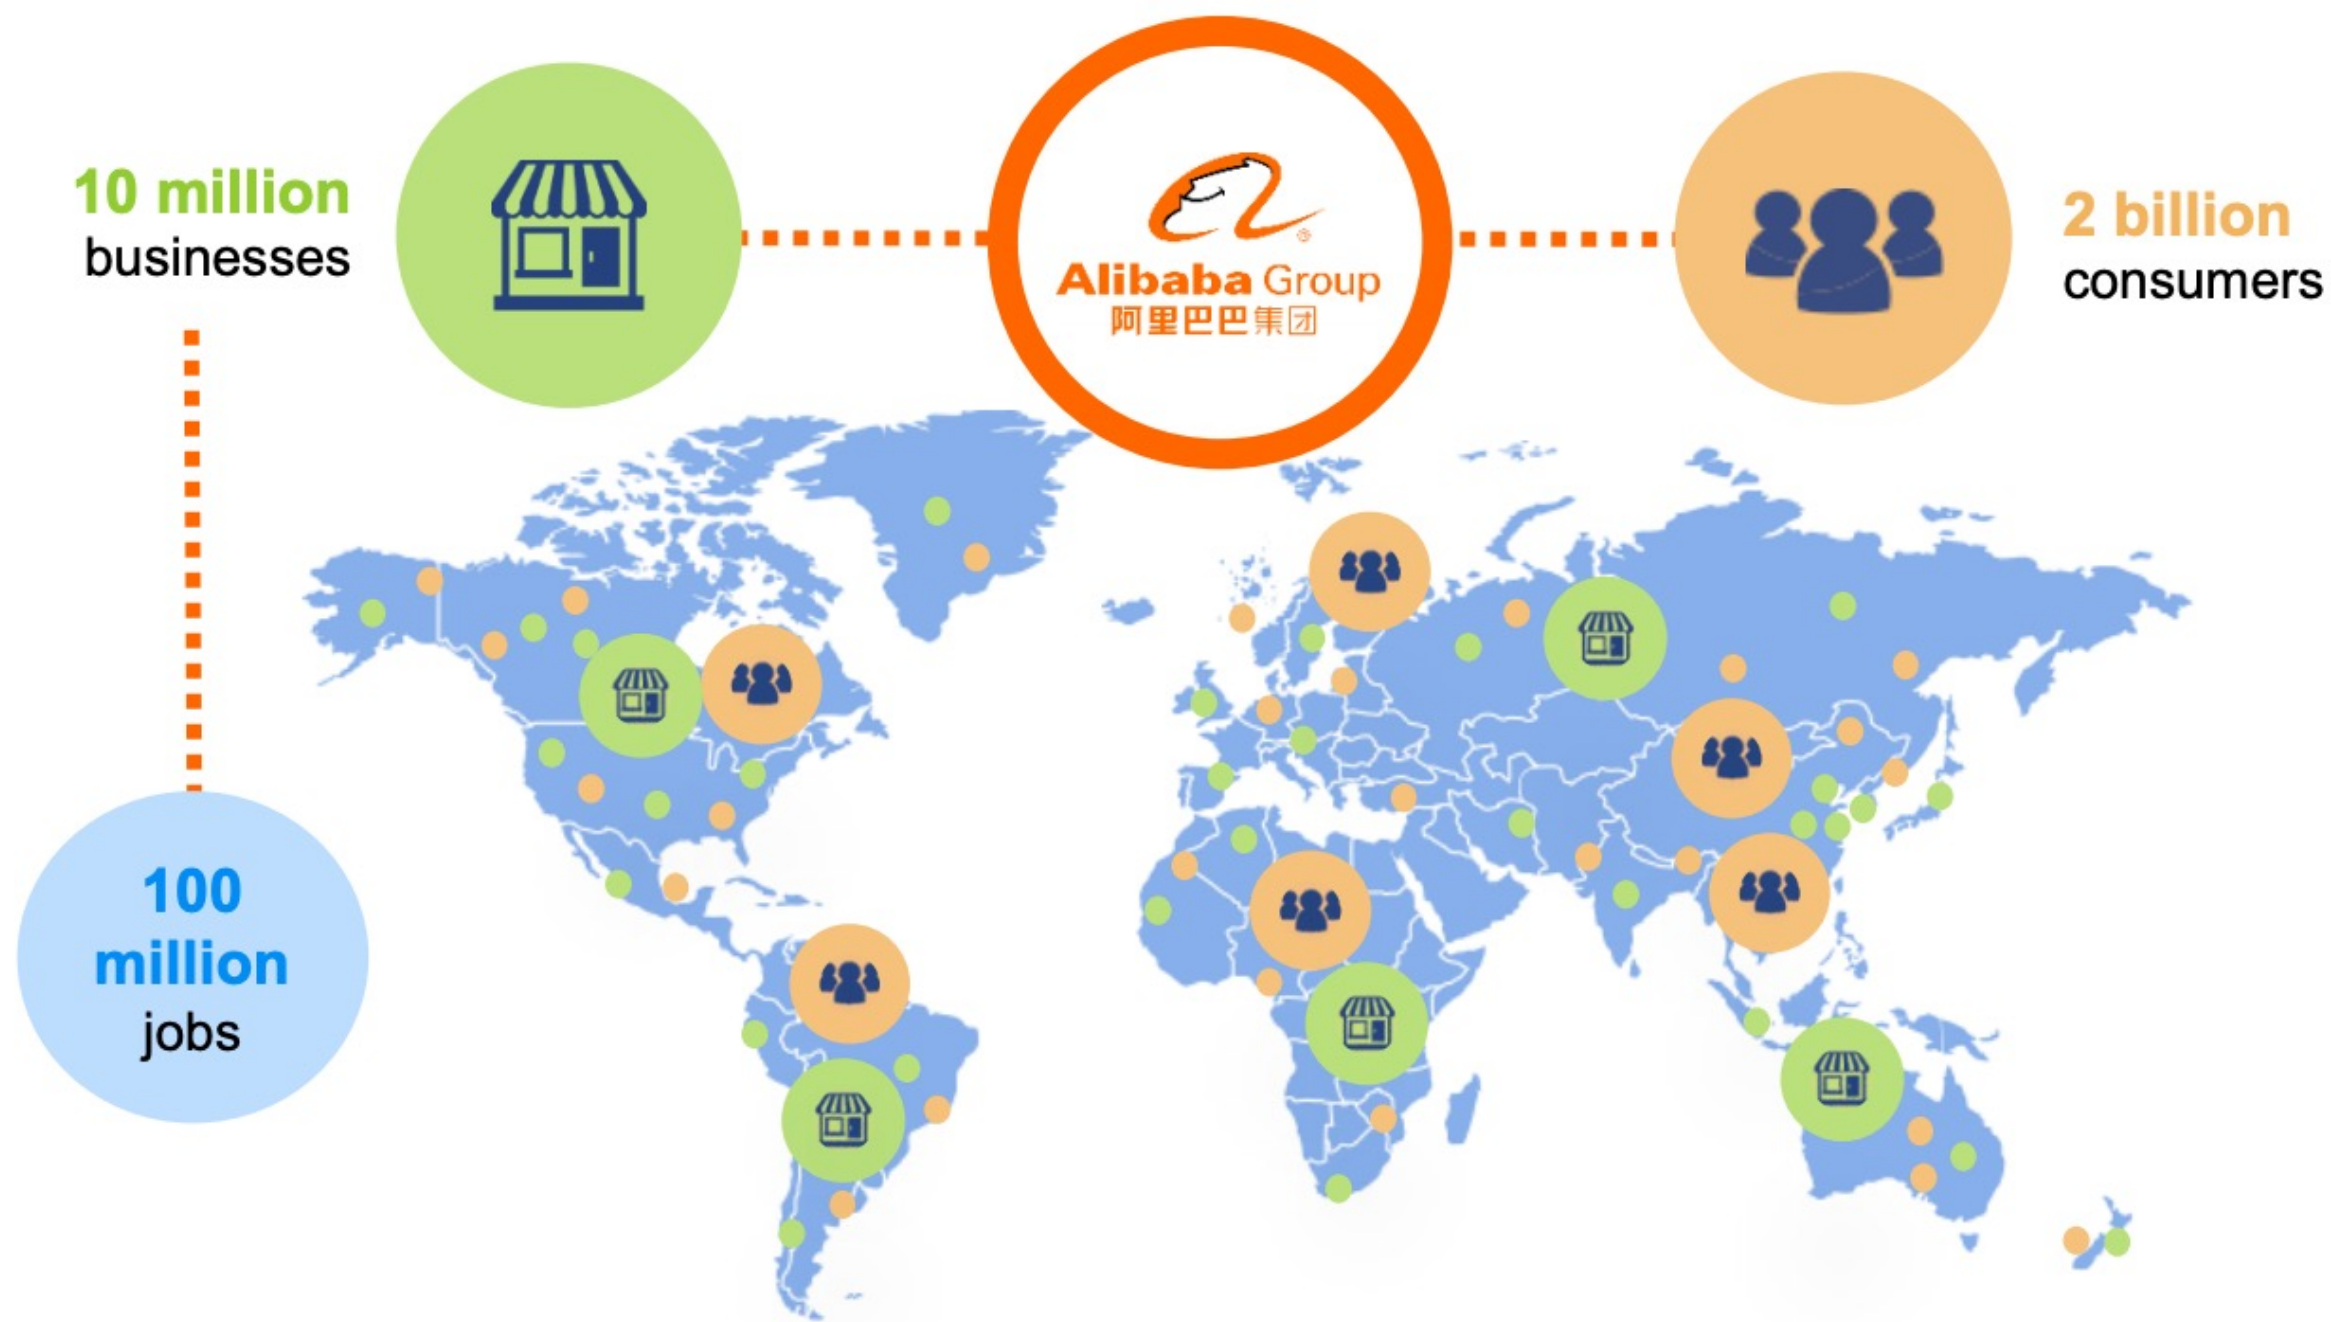 10 million
businesses
Alibaba Group
阿里巴巴集团
2 billion
consumers
100
million
jobs